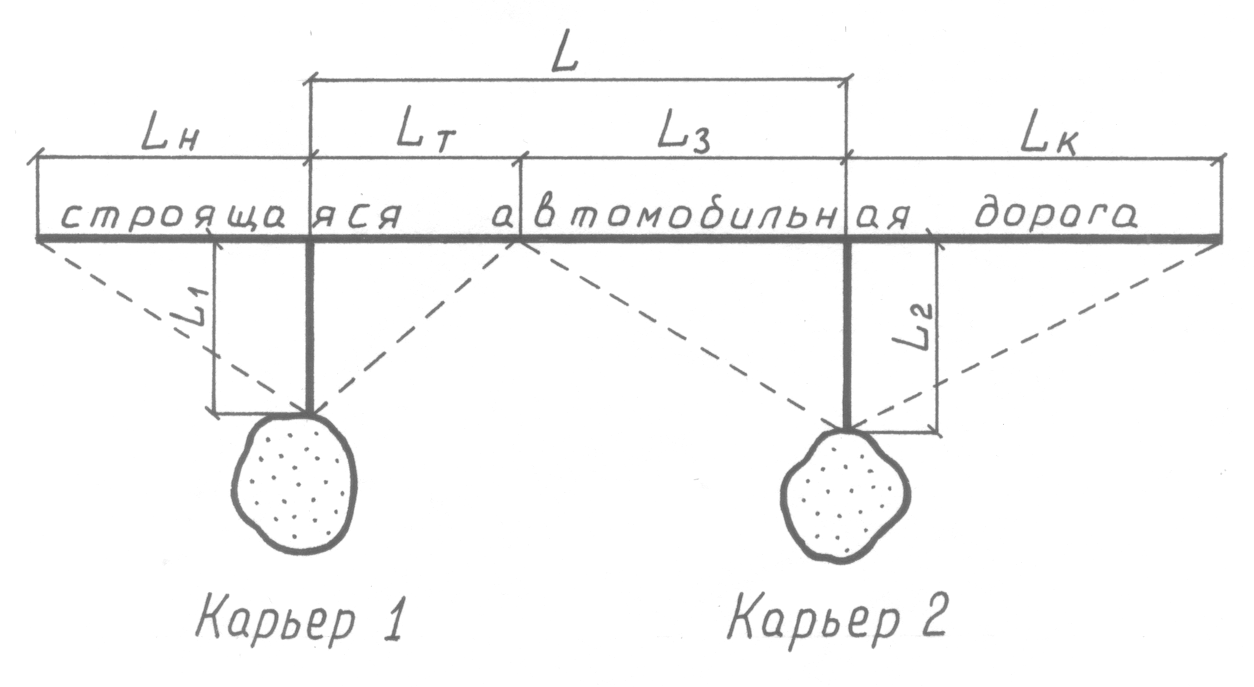 L
Lн Lт Lз Lк
строящаяся автомобильная дорога
L1 L2
Карьер 1 Карьер 2